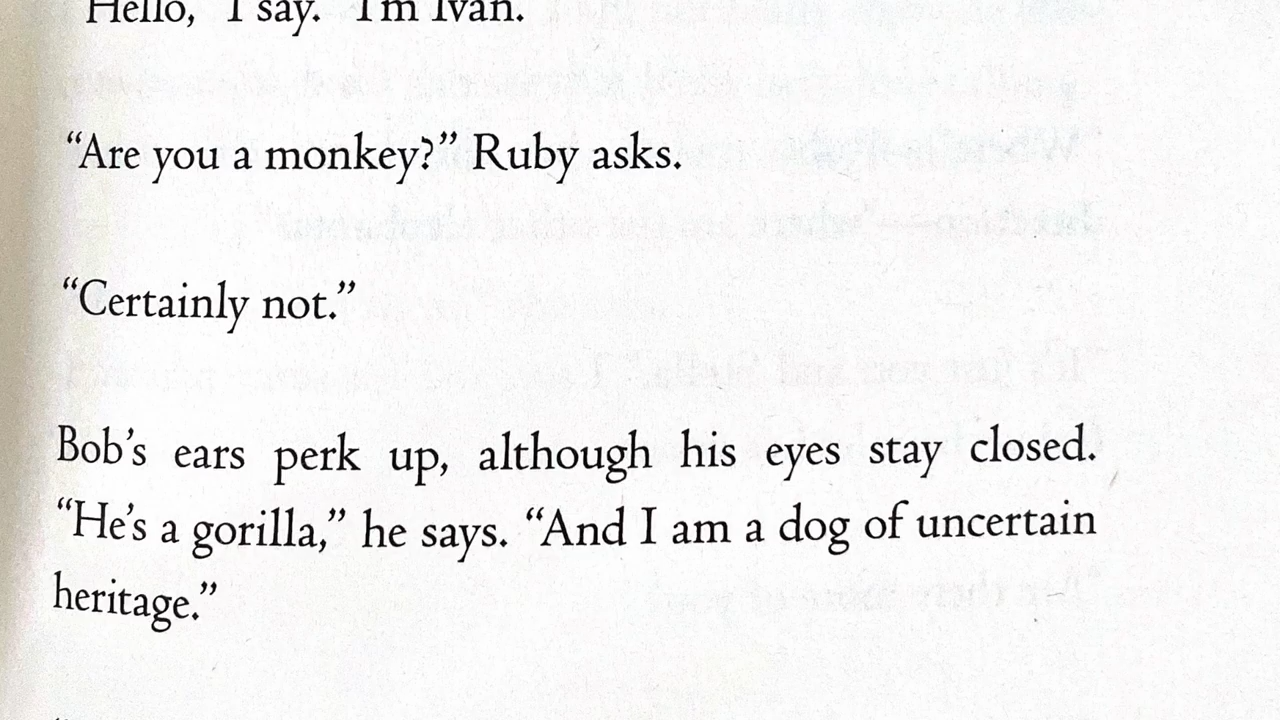 Hello,” I say. “I'm Ivan.
“Are you a monkey?” Ruby asks.
“Certainly not.”
Bob’s ears perk up, although his eyes stay closed.
“He’s a gorilla,” he says. “And I am a dog of uncertain
heritage.”